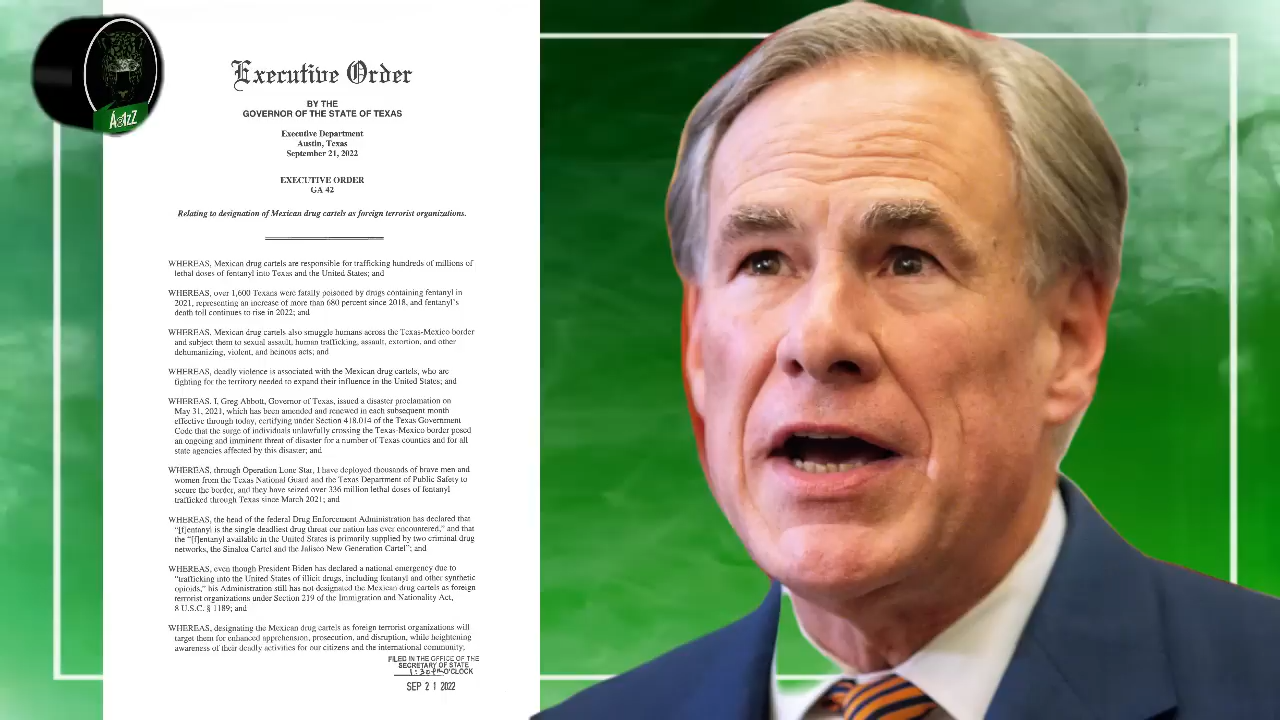 AztZ
Executive Order
BY THE
GOVERNOR OF THE STATE OF TEXAS
Executive Department
Austin, Texas
September 21, 2022
EXECUTIVE ORDER
GA 42
Relating to designation of Mexican drug cartels as foreign terrorist organizations.
WHEREAS, Mexican drug cartels are responsible for trafficking hundreds of millions of
lethal doses of fentanyl into Texas and the United States; and
WHEREAS, over 1,600 Texans were fatally poisoned by drugs containing fentanyl in
2021, representing an increase of more than 680 percent since 2018, and fentanyl's
death toll continues to rise in 2022; and
WHEREAS, Mexican drug cartels also smuggle humans across the Texas-Mexico border
and subject them to sexual assault, human trafficking, assault, extortion, and other
dehumanizing, violent, and heinous acts; and
WHEREAS, deadly violence is associated with the Mexican drug cartels, who are
fighting for the territory needed to expand their influence in the United States; and
WHEREAS, I, Greg Abbott, Governor of Texas, issued a disaster proclamation on
May 31, 2021, which has been amended and renewed in each subsequent month
effective through today, certifying under Section 418.014 of the Texas Government
Code that the surge of individuals unlawfully crossing the Texas-Mexico border posed
an ongoing and imminent threat of disaster for a number of Texas counties and for all
state agencies affected by this disaster; and
WHEREAS, through Operation Lone Star, I have deployed thousands of brave men and
women from the Texas National Guard and the Texas Department of Public Safety to
secure the border, and they have seized over 336 million lethal doses of fentanyl
trafficked through Texas since March 2021; and
WHEREAS, the head of the federal Drug Enforcement Administration has declared that
"[f]entanyl is the single deadliest drug threat our nation has ever encountered," and that
the "[f]entanyl available in the United States is primarily supplied by two criminal drug
networks, the Sinaloa Cartel and the Jalisco New Generation Cartel"; and
WHEREAS, even though President Biden has declared a national emergency due to
"trafficking into the United States of illicit drugs, including fentanyl and other synthetic
opioids," his Administration still has not designated the Mexican drug cartels as foreign
terrorist organizations under Section 219 of the Immigration and Nationality Act,
8 U.S.C. § 1189; and
WHEREAS, designating the Mexican drug cartels as foreign terrorist organizations will
target them for enhanced apprehension, prosecution, and disruption, while heightening
awareness of their deadly activities for our citizens and the international community;
FILED IN THE OFFICE OF THE
SECRETARY OF STATE
O'CLOCK
SEP 21 2022